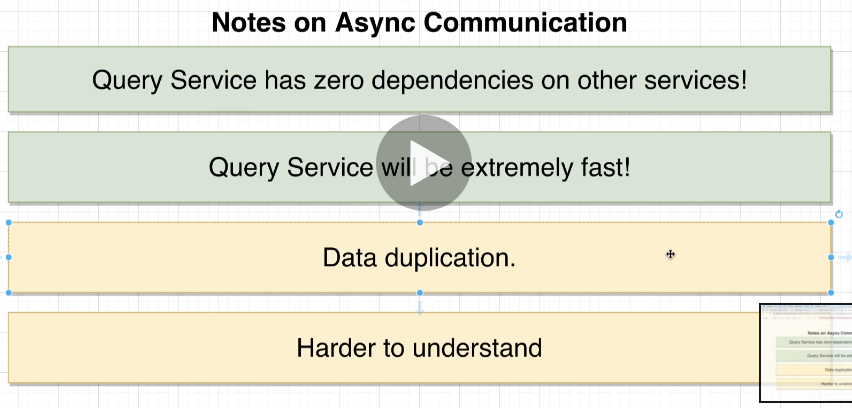 Notes on Async Communication
Query Service has zero dependencies on other services!
Query Service will be extremely fast!
Data duplication.
Harder to understand